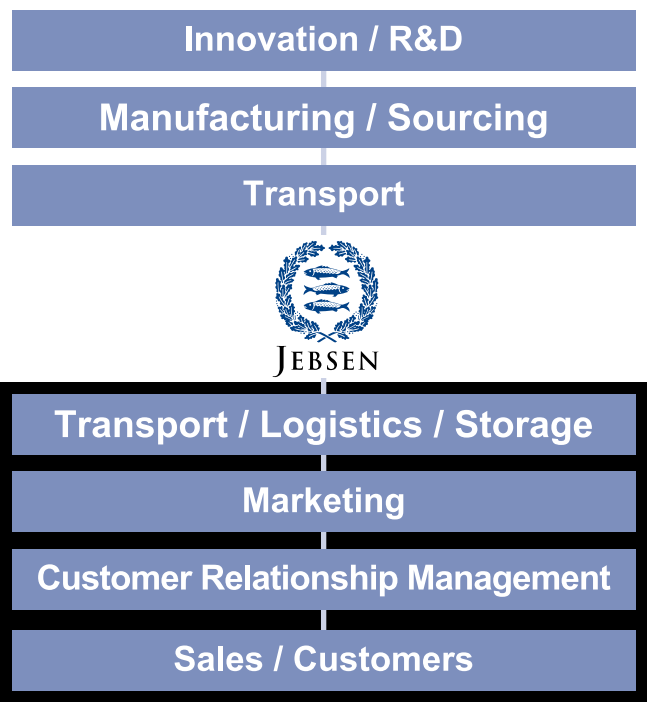 Innovation / R&D
Manufacturing / Sourcing
Transport
JEBSEN
Transport / Logistics / Storage
Marketing
Customer Relationship Management
Sales / Customers